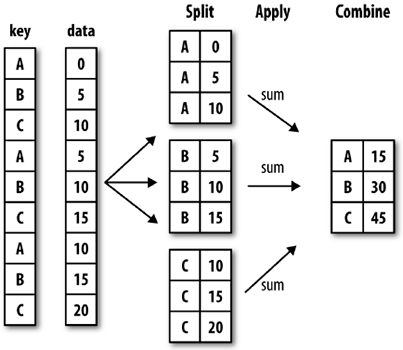 Split Apply Combine
key data
A 0
B 5
C 10
A 5
B 10
C 15
A 10
B 15
C 20
A 0
A 5
A 10
B 5
B 10
B 15
C 10
C 15
C 20
sum
sum
sum
A 15
B 30
C 45